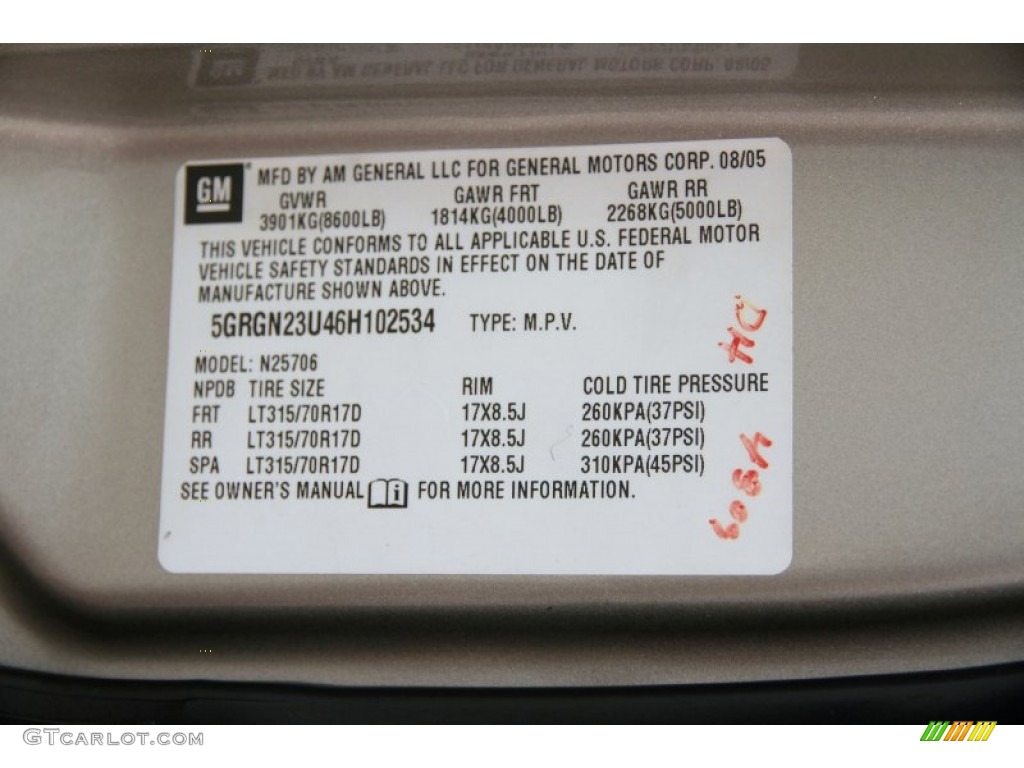 GM
MFD BY AM GENERAL LLC FOR GENERAL MOTORS CORP. 08/05
GVWR GAWR FRT GAWR RR
3901KG(8600LB) 1814KG(4000LB) 2268KG(5000LB)
THIS VEHICLE CONFORMS TO ALL APPLICABLE U.S. FEDERAL MOTOR
VEHICLE SAFETY STANDARDS IN EFFECT ON THE DATE OF
MANUFACTURE SHOWN ABOVE.
5GRGN23U46H102534 TYPE: M.P.V.
MODEL: N25706
NPDB TIRE SIZE RIM COLD TIRE PRESSURE
FRT LT315/70R17D 17X8.5J 260KPA(37PSI)
RR LT315/70R17D 17X8.5J 260KPA(37PSI)
SPA LT315/70R17D 17X8.5J 310KPA(45PSI)
SEE OWNER'S MANUAL FOR MORE INFORMATION.
GTCARLOT.COM